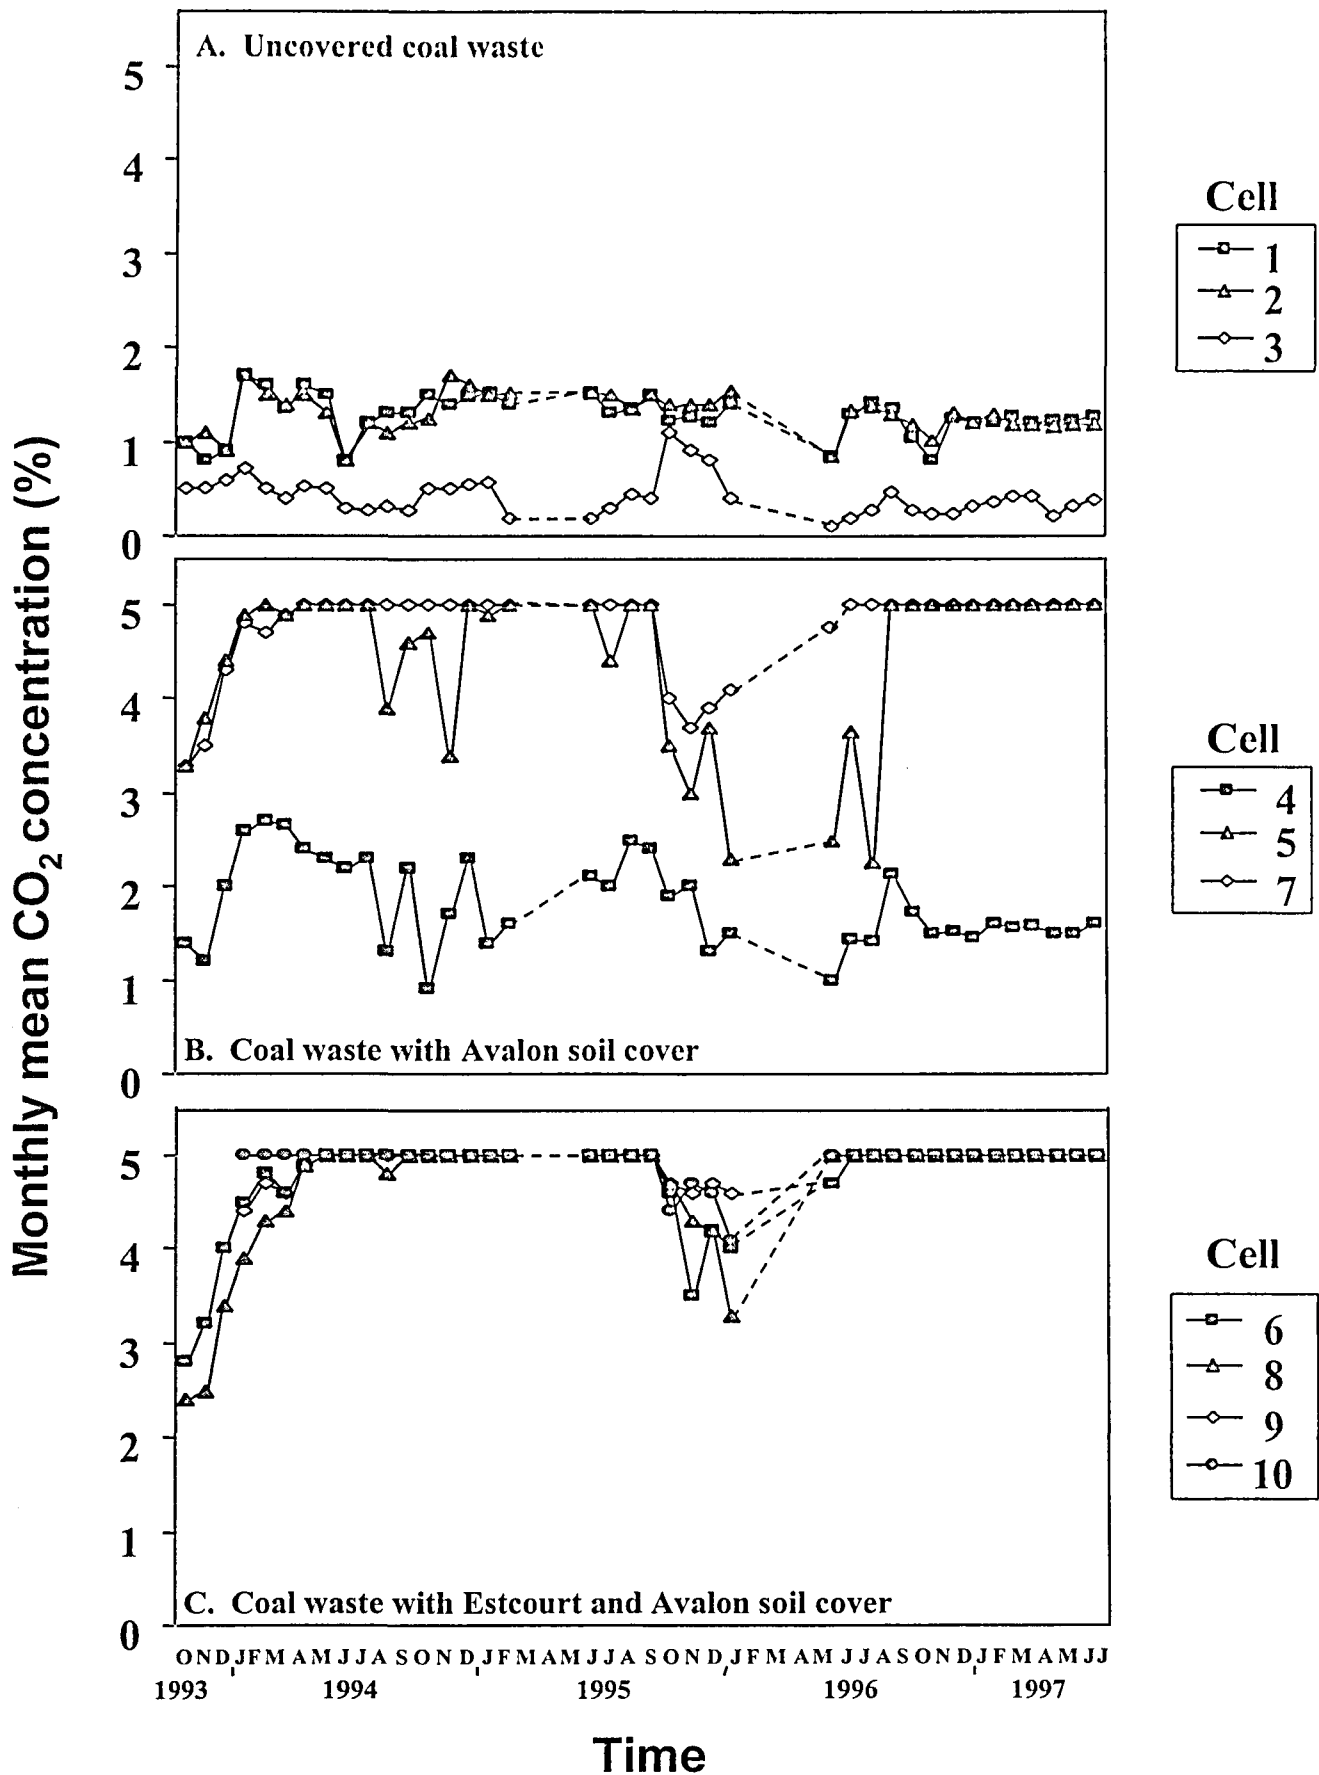 Monthly mean CO₂ concentration (%)
A. Uncovered coal waste
5
4
3
2
1
0
Cell
1
2
3
5
4
3
2
1
0
B. Coal waste with Avalon soil cover
Cell
4
5
7
5
4
3
2
1
0
C. Coal waste with Estcourt and Avalon soil cover
Cell
6
8
9
10
O N D J F M A M J J A S O N D J F M A M J J A S O N D J F M A M J J A S O N D J F M A M J J
1993 1994 1995 1996 1997
Time